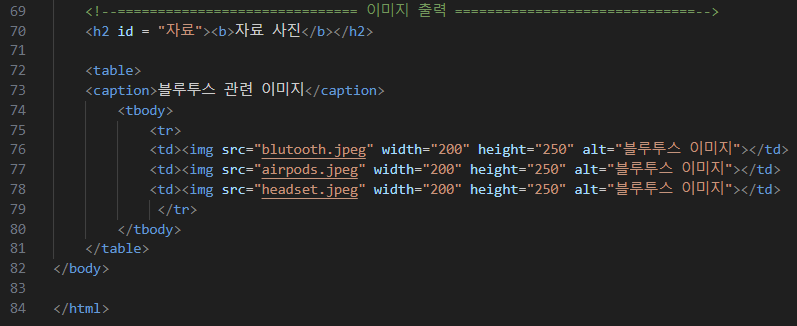 69 <!--============================== 이미지 출력 ==============================-->
70 <h2 id = "자료"><b>자료 사진</b></h2>
71
72 <table>
73 <caption>블루투스 관련 이미지</caption>
74 <tbody>
75 <tr>
76 <td><img src="blutooth.jpeg" width="200" height="250" alt="블루투스 이미지"></td>
77 <td><img src="airpods.jpeg" width="200" height="250" alt="블루투스 이미지"></td>
78 <td><img src="headset.jpeg" width="200" height="250" alt="블루투스 이미지"></td>
79 </tr>
80 </tbody>
81 </table>
82 </body>
83
84 </html>